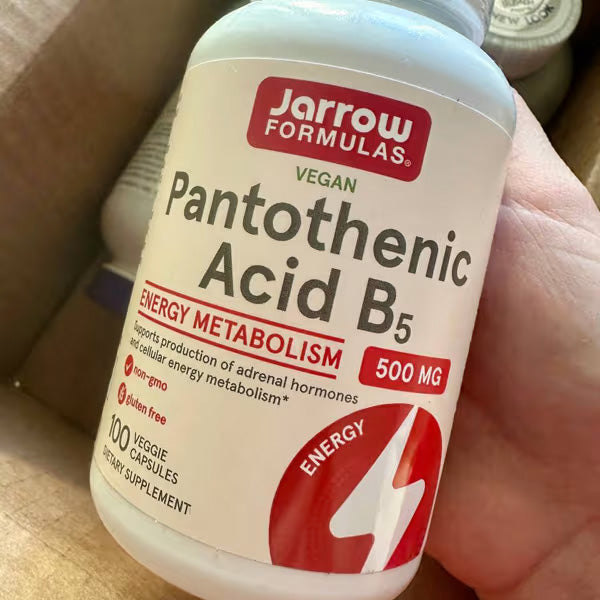 Jarrow
FORMULAS®
VEGAN
Pantothenic
Acid B5
ENERGY METABOLISM
500 MG
Supports production of adrenal hormones
and cellular energy metabolism*
non-gmo
gluten free
100 VEGGIE
CAPSULES
DIETARY SUPPLEMENT
ENERGY